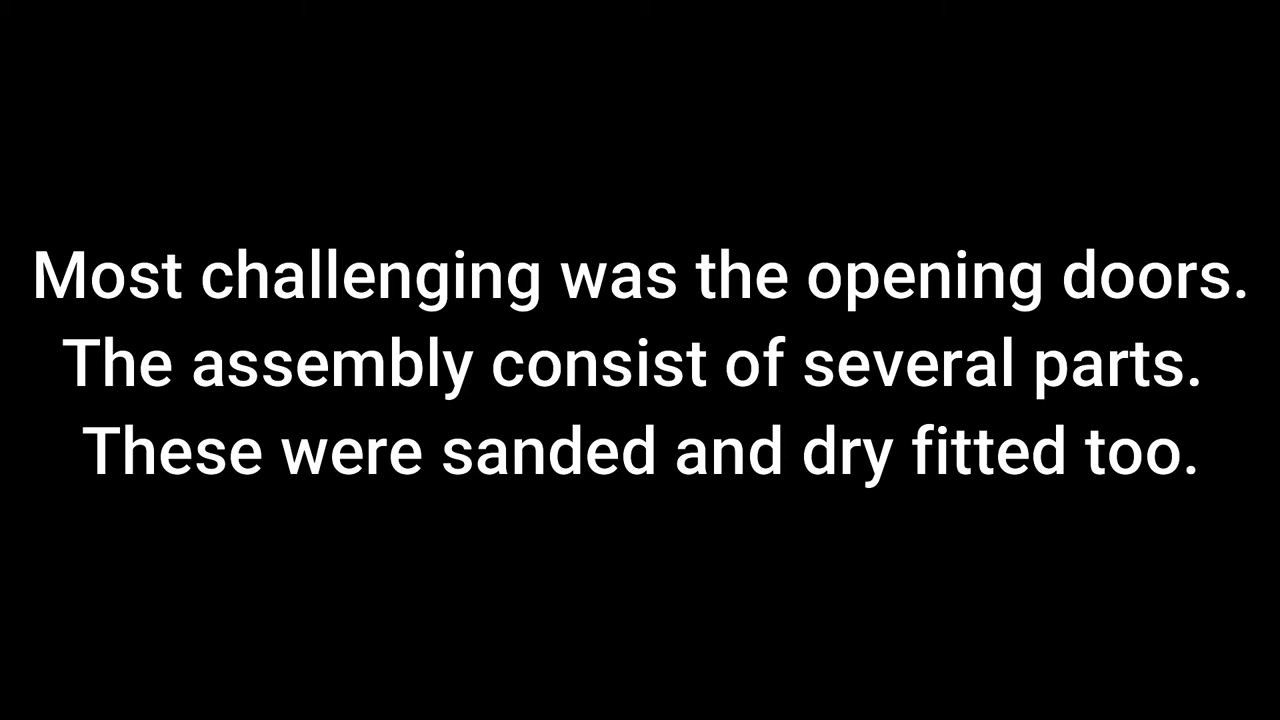 Most challenging was the opening doors.
The assembly consist of several parts.
These were sanded and dry fitted too.